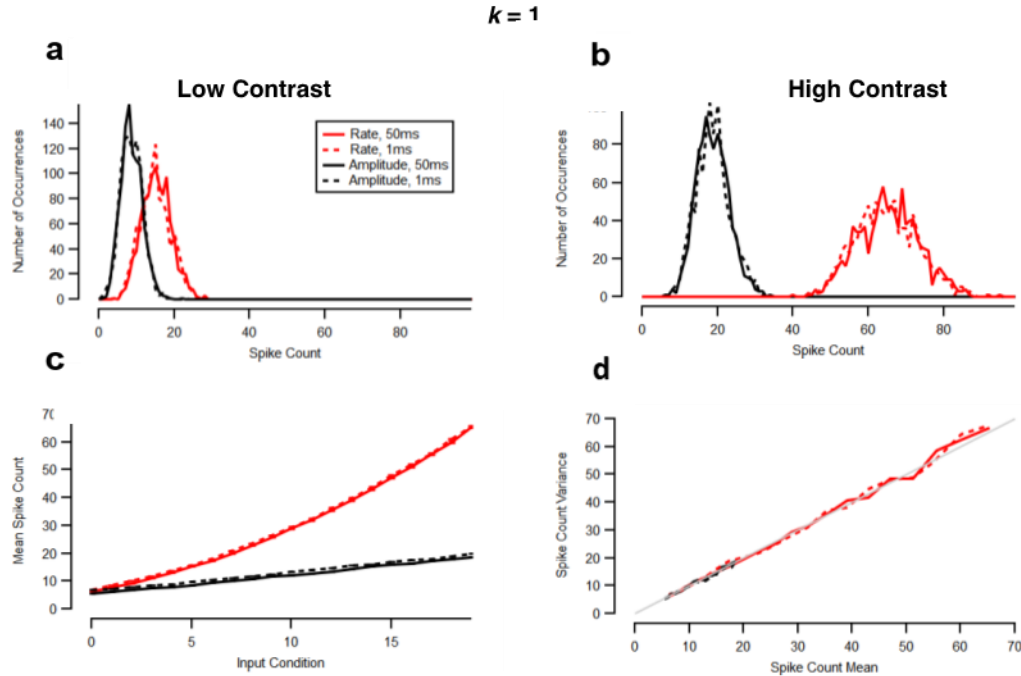 k = 1
a
Low Contrast
Number of Occurrences
140
120
100
80
60
40
20
0
Rate, 50ms
Rate, 1ms
Amplitude, 50ms
Amplitude, 1ms
0 20 40 60 80
Spike Count
b
High Contrast
Number of Occurences
80
60
40
20
0
0 20 40 60 80
Spike Count
c
Mean Spike Count
60
50
40
30
20
10
0
0 5 10 15
Input Condition
d
Spike Count Variance
70
60
50
40
30
20
10
0
0 10 20 30 40 50 60 70
Spike Count Mean